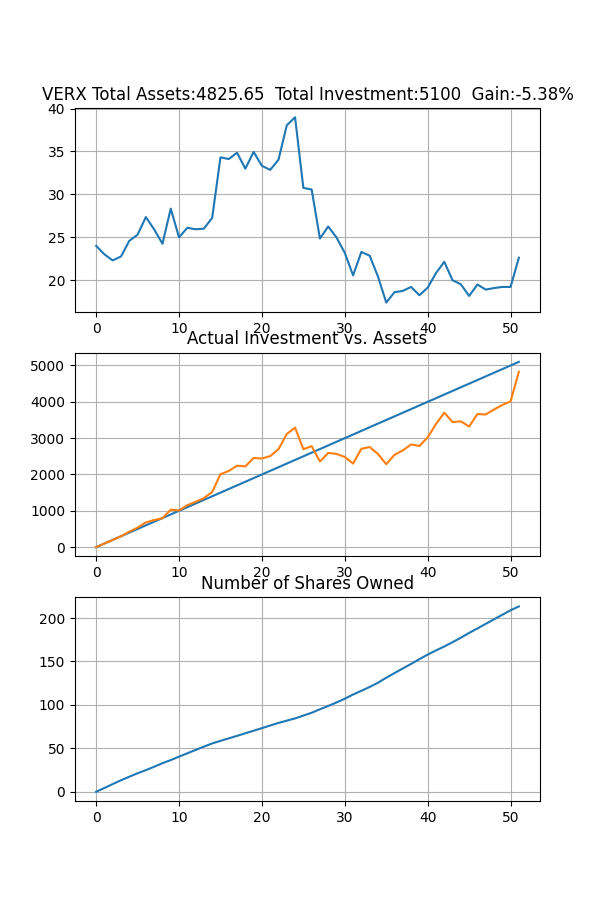 VERX Total Assets:4825.65  Total Investment:5100  Gain:-5.38%
40
35
30
25
20
0 10 20 30 40 50
Actual Investment vs. Assets
5000
4000
3000
2000
1000
0
0 10 20 30 40 50
Number of Shares Owned
200
150
100
50
0
0 10 20 30 40 50